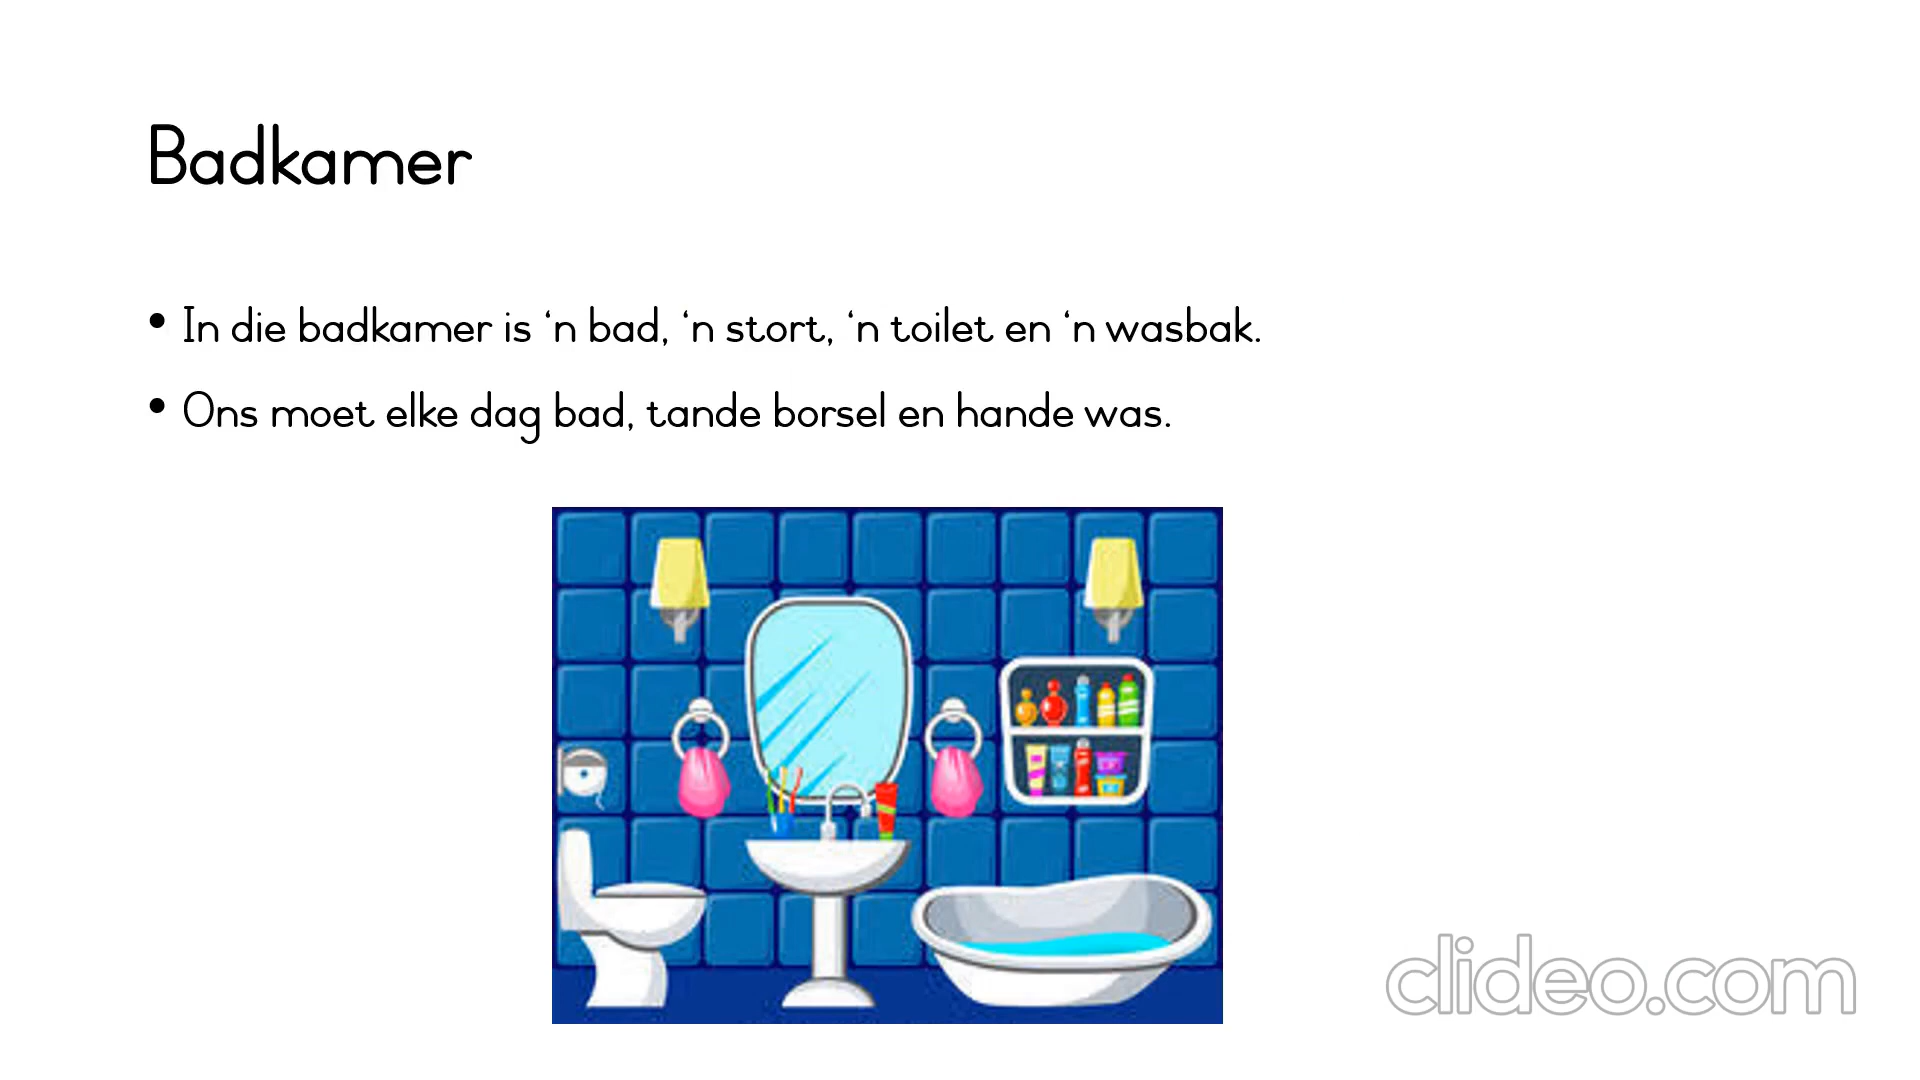 Badkamer
• In die badkamer is ‘n bad, ‘n stort, ‘n toilet en ‘n wasbak.
• Ons moet elke dag bad, tande borsel en hande was.
clideo.com